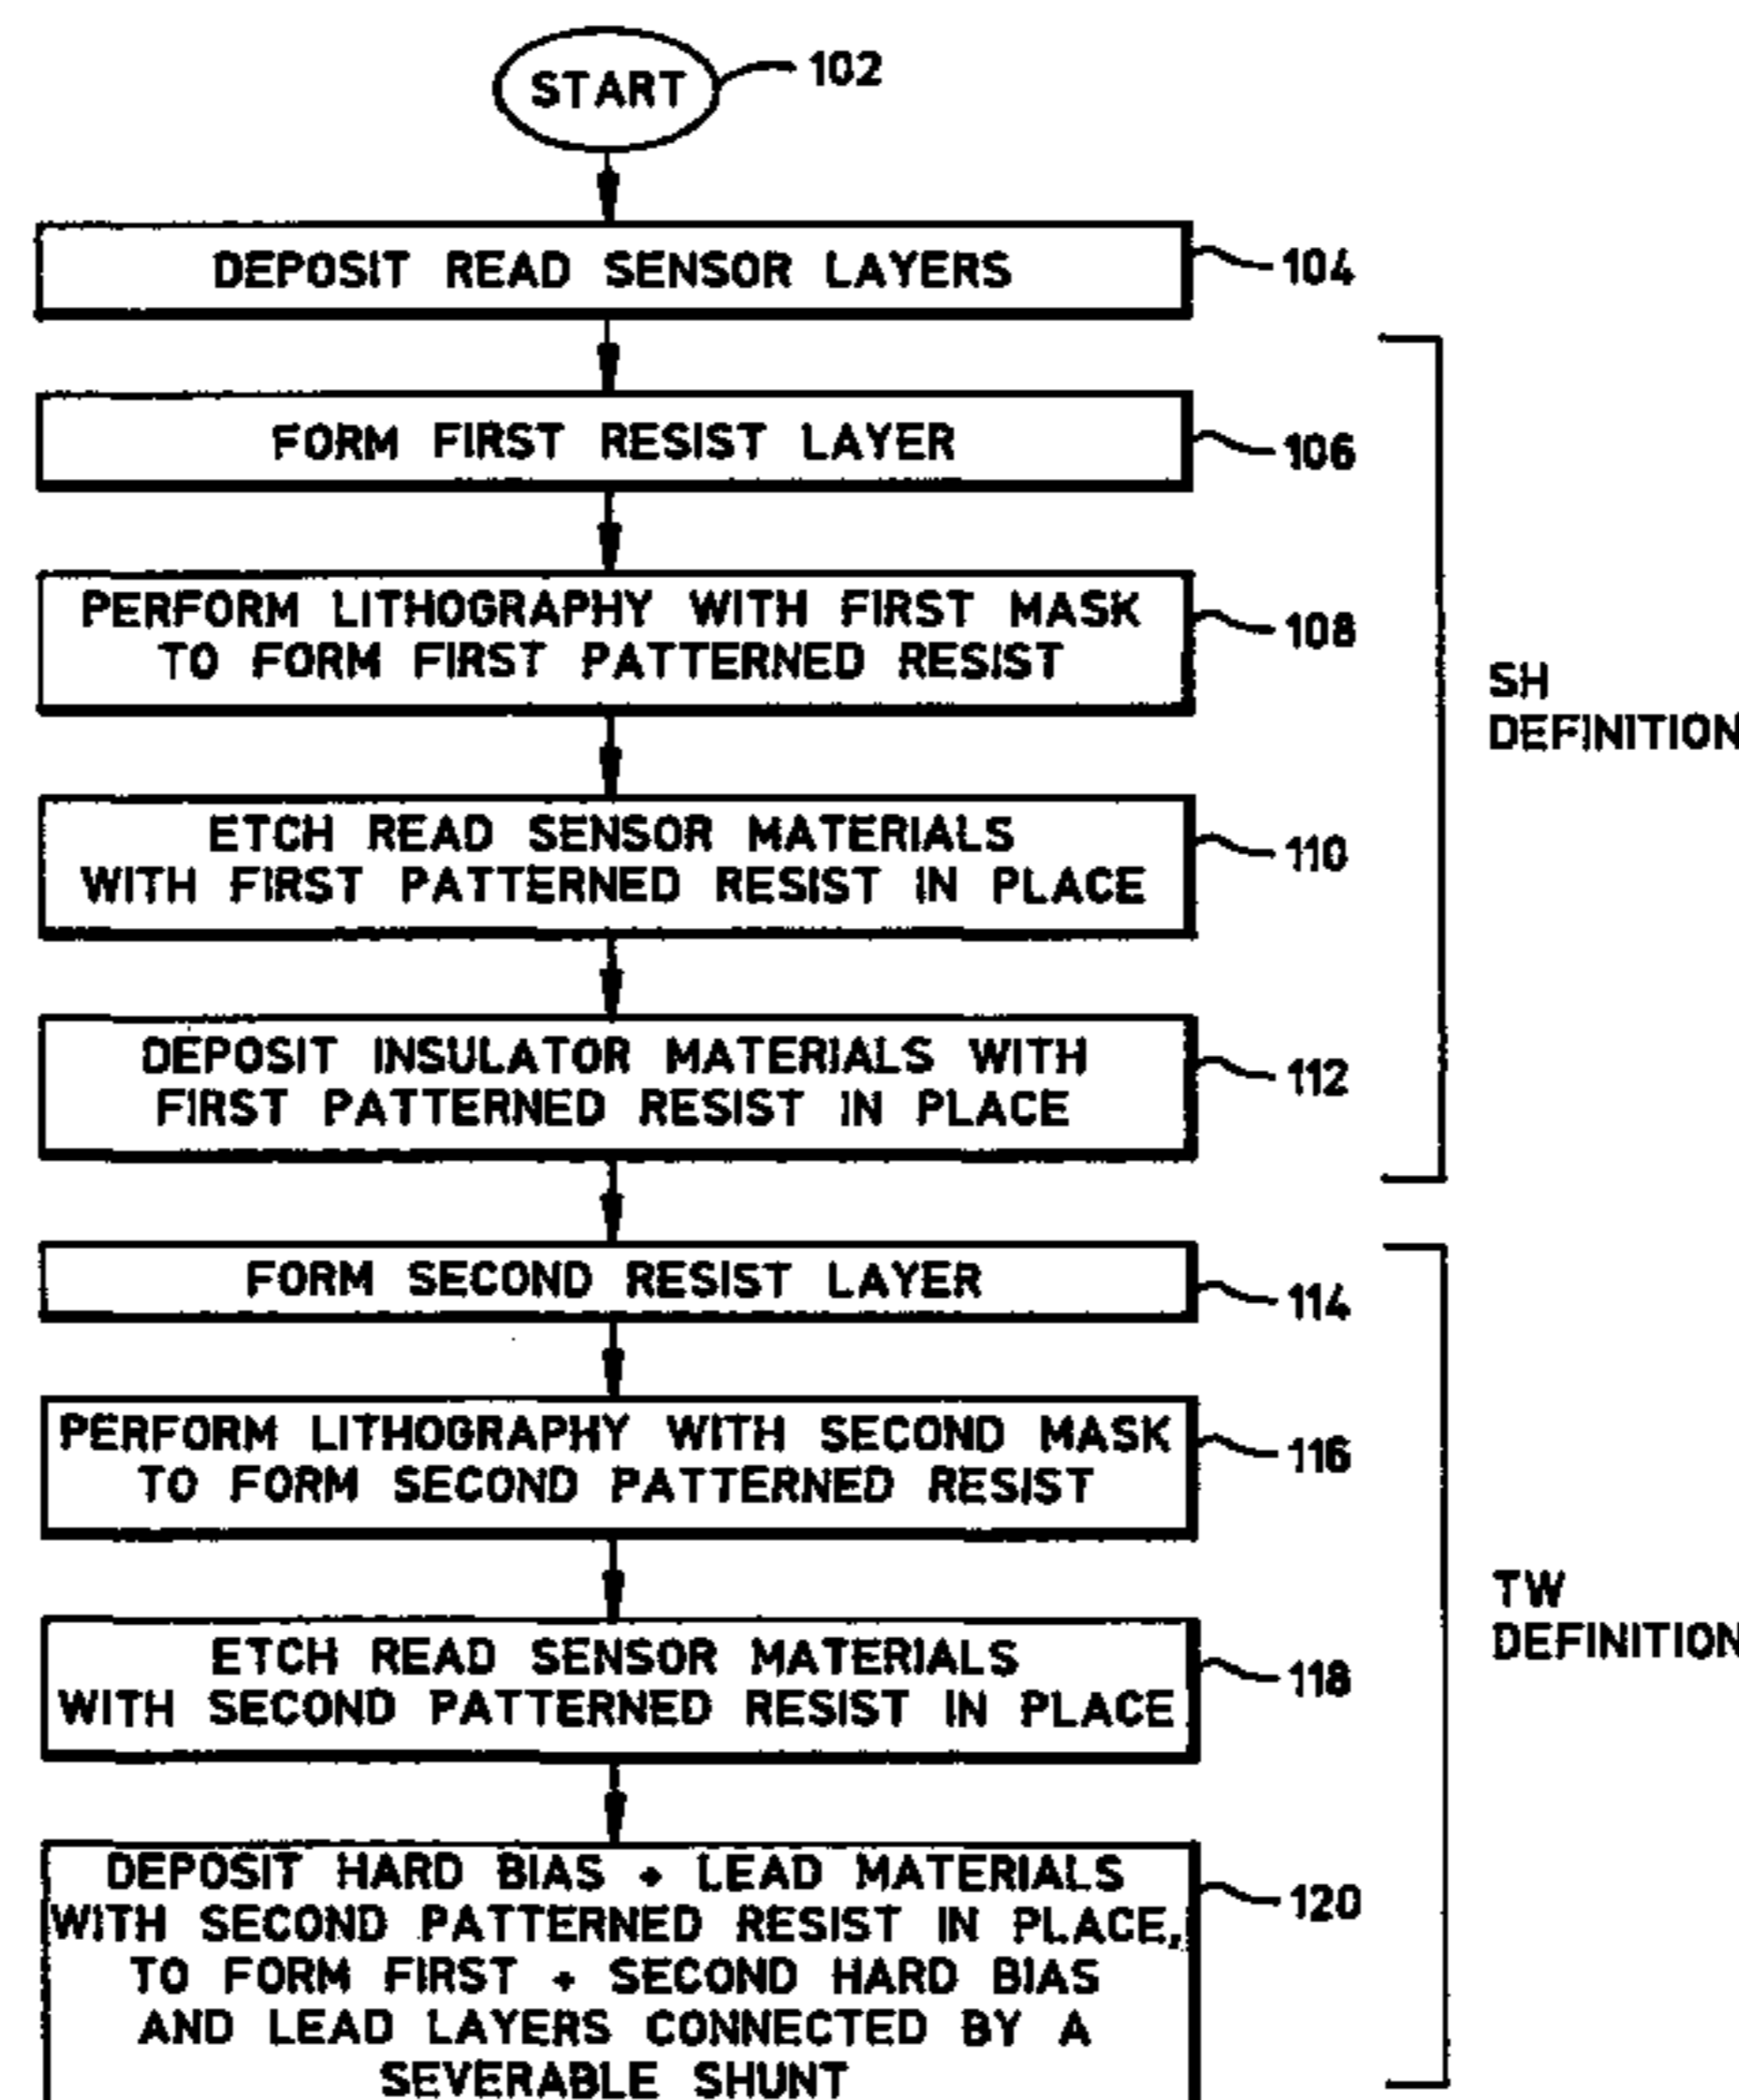 START
102
DEPOSIT READ SENSOR LAYERS
104
FORM FIRST RESIST LAYER
106
PERFORM LITHOGRAPHY WITH FIRST MASK
TO FORM FIRST PATTERNED RESIST
108
SH
DEFINITION
ETCH READ SENSOR MATERIALS
WITH FIRST PATTERNED RESIST IN PLACE
110
DEPOSIT INSULATOR MATERIALS WITH
FIRST PATTERNED RESIST IN PLACE
112
FORM SECOND RESIST LAYER
114
PERFORM LITHOGRAPHY WITH SECOND MASK
TO FORM SECOND PATTERNED RESIST
116
TW
DEFINITION
ETCH READ SENSOR MATERIALS
WITH SECOND PATTERNED RESIST IN PLACE
118
DEPOSIT HARD BIAS + LEAD MATERIALS
WITH SECOND PATTERNED RESIST IN PLACE,
TO FORM FIRST + SECOND HARD BIAS
AND LEAD LAYERS CONNECTED BY A
SEVERABLE SHUNT
120